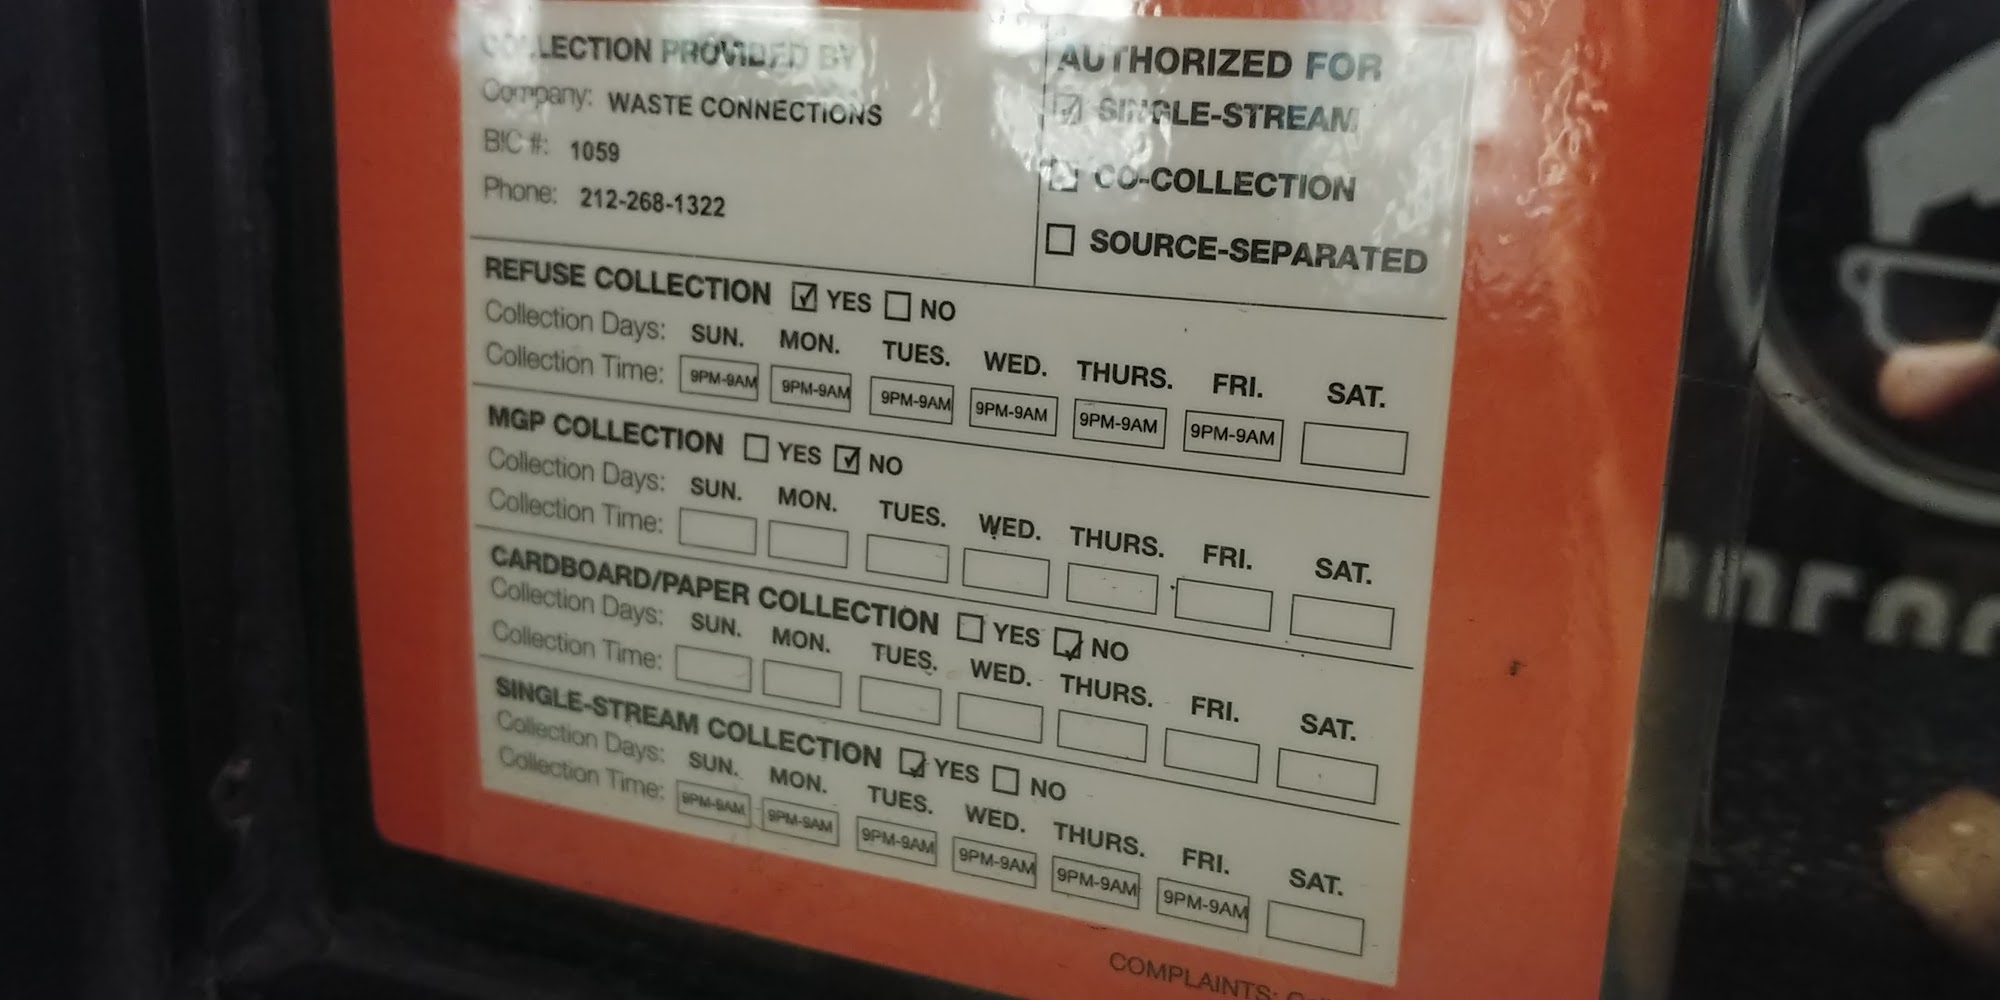 COLLECTION PROVIDED BY
Company: WASTE CONNECTIONS
BIC #: 1059
Phone: 212-268-1322
AUTHORIZED FOR
☑ SINGLE-STREAM
☑ CO-COLLECTION
☐ SOURCE-SEPARATED
REFUSE COLLECTION ☑ YES ☐ NO
Collection Days: SUN. MON. TUES. WED. THURS. FRI. SAT.
Collection Time: 9PM-9AM 9PM-9AM 9PM-9AM 9PM-9AM 9PM-9AM 9PM-9AM
MGP COLLECTION ☐ YES ☑ NO
Collection Days: SUN. MON. TUES. WED. THURS. FRI. SAT.
Collection Time:
CARDBOARD/PAPER COLLECTION ☐ YES ☑ NO
Collection Days: SUN. MON. TUES. WED. THURS. FRI. SAT.
Collection Time:
SINGLE-STREAM COLLECTION ☑ YES ☐ NO
Collection Days: SUN. MON. TUES. WED. THURS. FRI. SAT.
Collection Time: 9PM-9AM 9PM-9AM 9PM-9AM 9PM-9AM 9PM-9AM 9PM-9AM
COMPLAINTS: